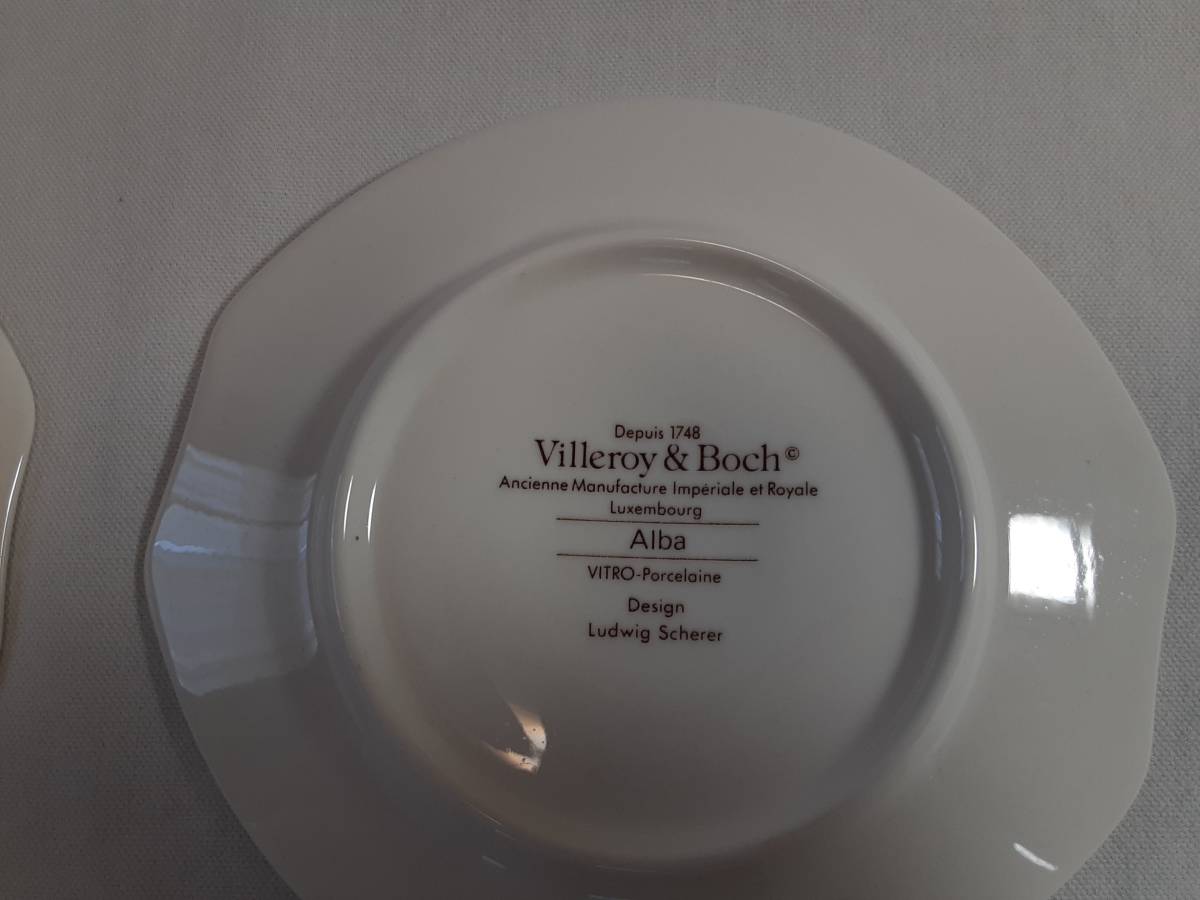 Depuis 1748
Villeroy & Boch©
Ancienne Manufacture Impériale et Royale
Luxembourg
Alba
VITRO-Porcelaine
Design
Ludwig Scherer